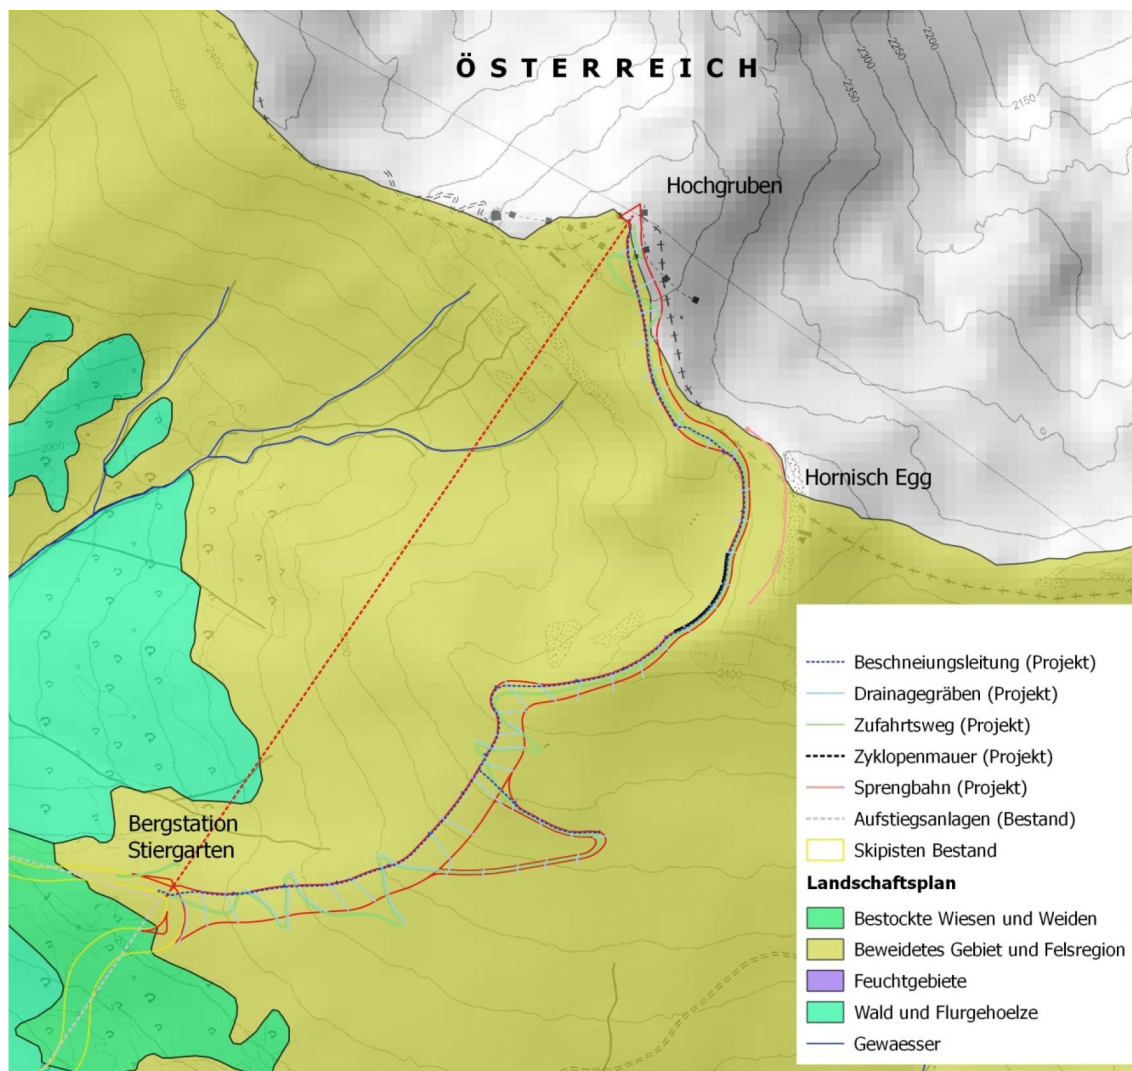 ÖSTERREICH
2400
2350
2200
2250
2300
2350
2150
Hochgruben
2000
Hornisch Egg
2500
2400
Bergstation
Stiergarten
Beschneiungsleitung (Projekt)
Drainagegräben (Projekt)
Zufahrtsweg (Projekt)
Zyklopenmauer (Projekt)
Sprengbahn (Projekt)
Aufstiegsanlagen (Bestand)
Skipisten Bestand
Landschaftsplan
Bestockte Wiesen und Weiden
Beweidetes Gebiet und Felsregion
Feuchtgebiete
Wald und Flurgehoelze
Gewaesser